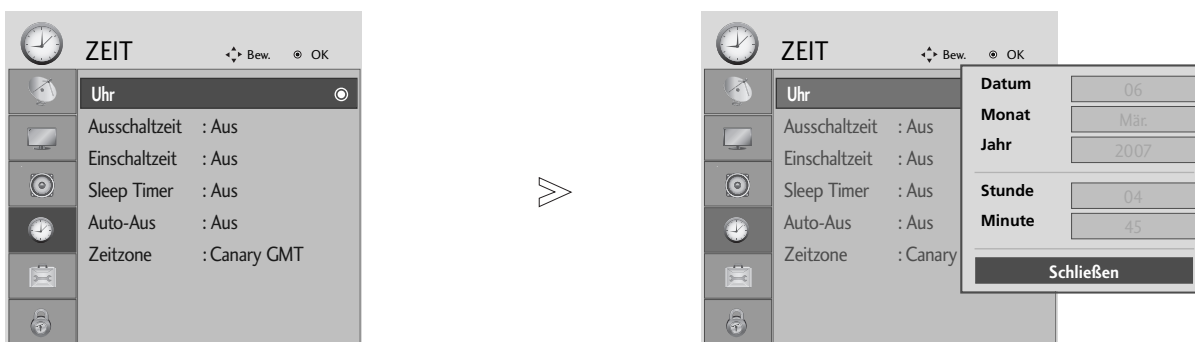 ZEIT Bew. OK
Uhr
Ausschaltzeit : Aus
Einschaltzeit : Aus
Sleep Timer : Aus
Auto-Aus : Aus
Zeitzone : Canary GMT
ZEIT Bew. OK
Uhr
Ausschaltzeit : Aus
Einschaltzeit : Aus
Sleep Timer : Aus
Auto-Aus : Aus
Zeitzone : Canary
Datum 06
Monat Mär.
Jahr 2007
Stunde 04
Minute 45
Schließen